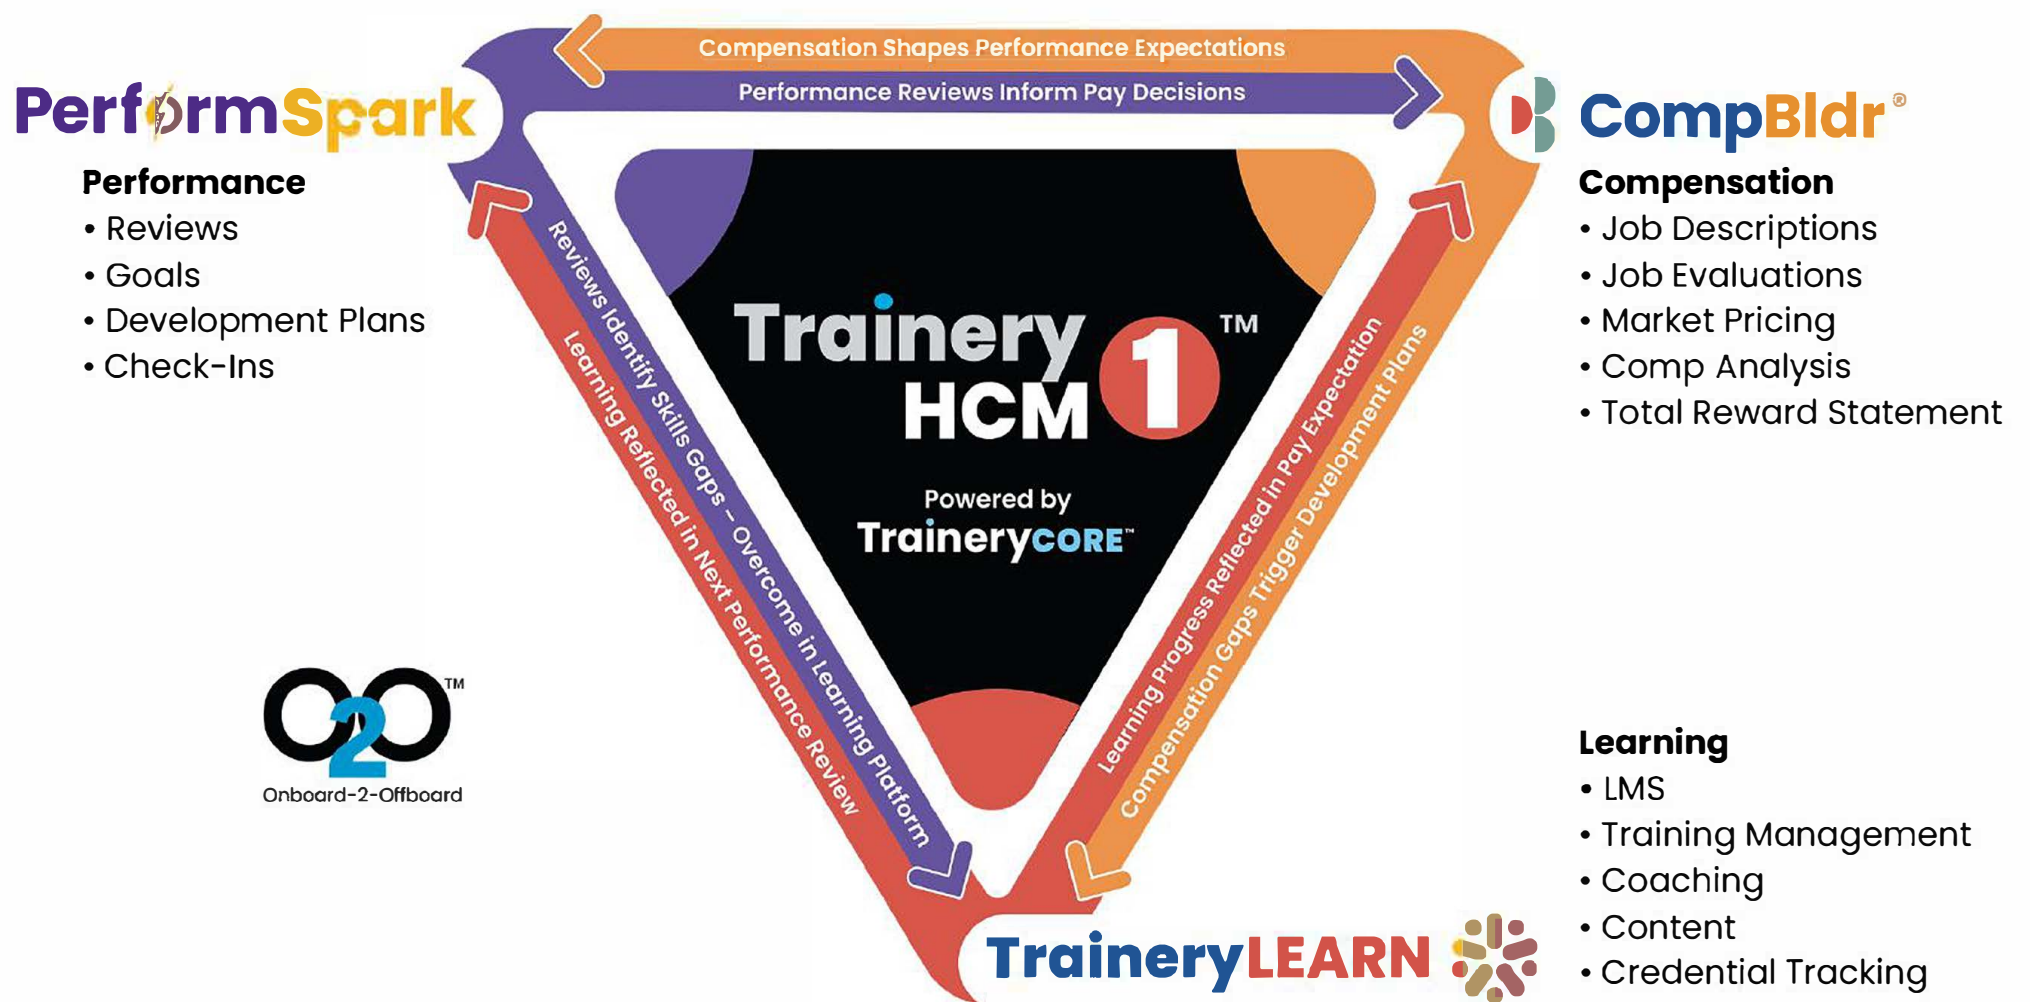 Compensation Shapes Performance Expectations
Performance Reviews Inform Pay Decisions
PerformSpark
Performance
• Reviews
• Goals
• Development Plans
• Check-Ins
CompBldr®
Compensation
• Job Descriptions
• Job Evaluations
• Market Pricing
• Comp Analysis
• Total Reward Statement
Reviews Identify Skills Gaps – Overcome in Learning Platform
Learning Reflected in Next Performance Review
Trainery
HCM 1 ™
Powered by
TraineryCORE™
Learning Progress Reflected in Pay Expectation
Compensation Gaps Trigger Development Plans
O2O™
Onboard-2-Offboard
TraineryLEARN
Learning
• LMS
• Training Management
• Coaching
• Content
• Credential Tracking